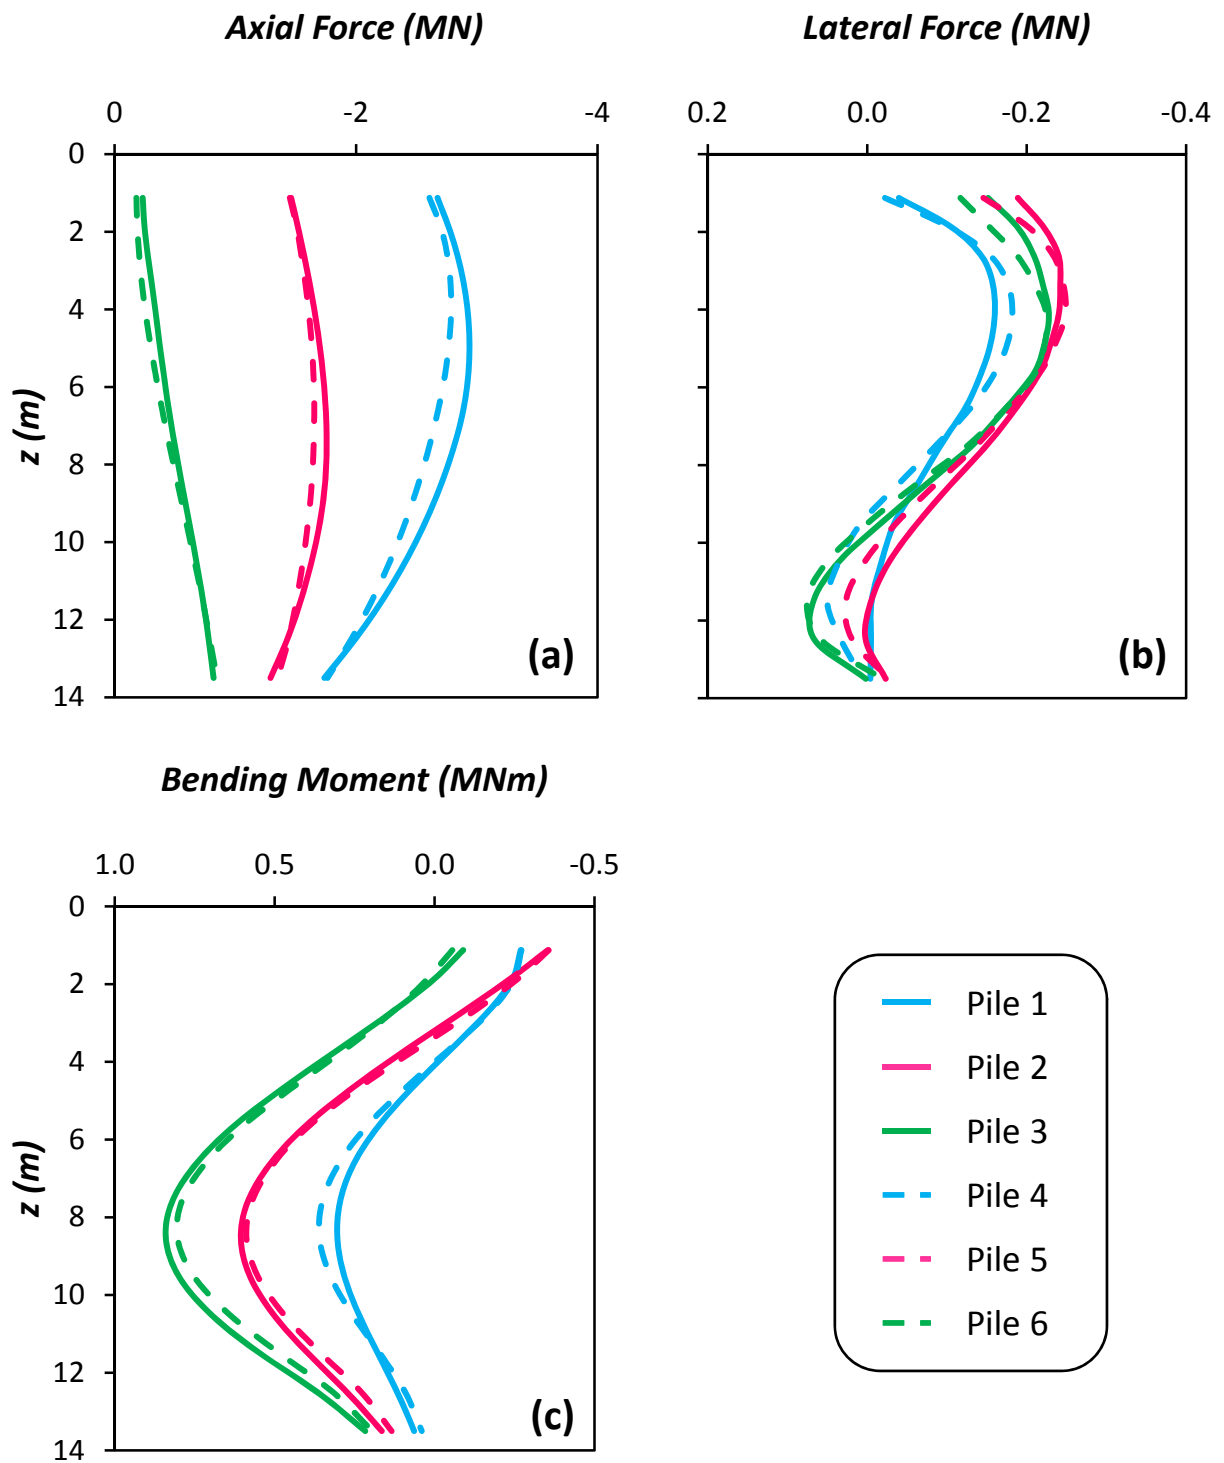 Axial Force (MN)
0 -2 -4
0
2
4
6
8
10
12
14
z (m)
(a)
Lateral Force (MN)
0.2 0.0 -0.2 -0.4
(b)
Bending Moment (MNm)
1.0 0.5 0.0 -0.5
0
2
4
6
8
10
12
14
z (m)
(c)
Pile 1
Pile 2
Pile 3
Pile 4
Pile 5
Pile 6